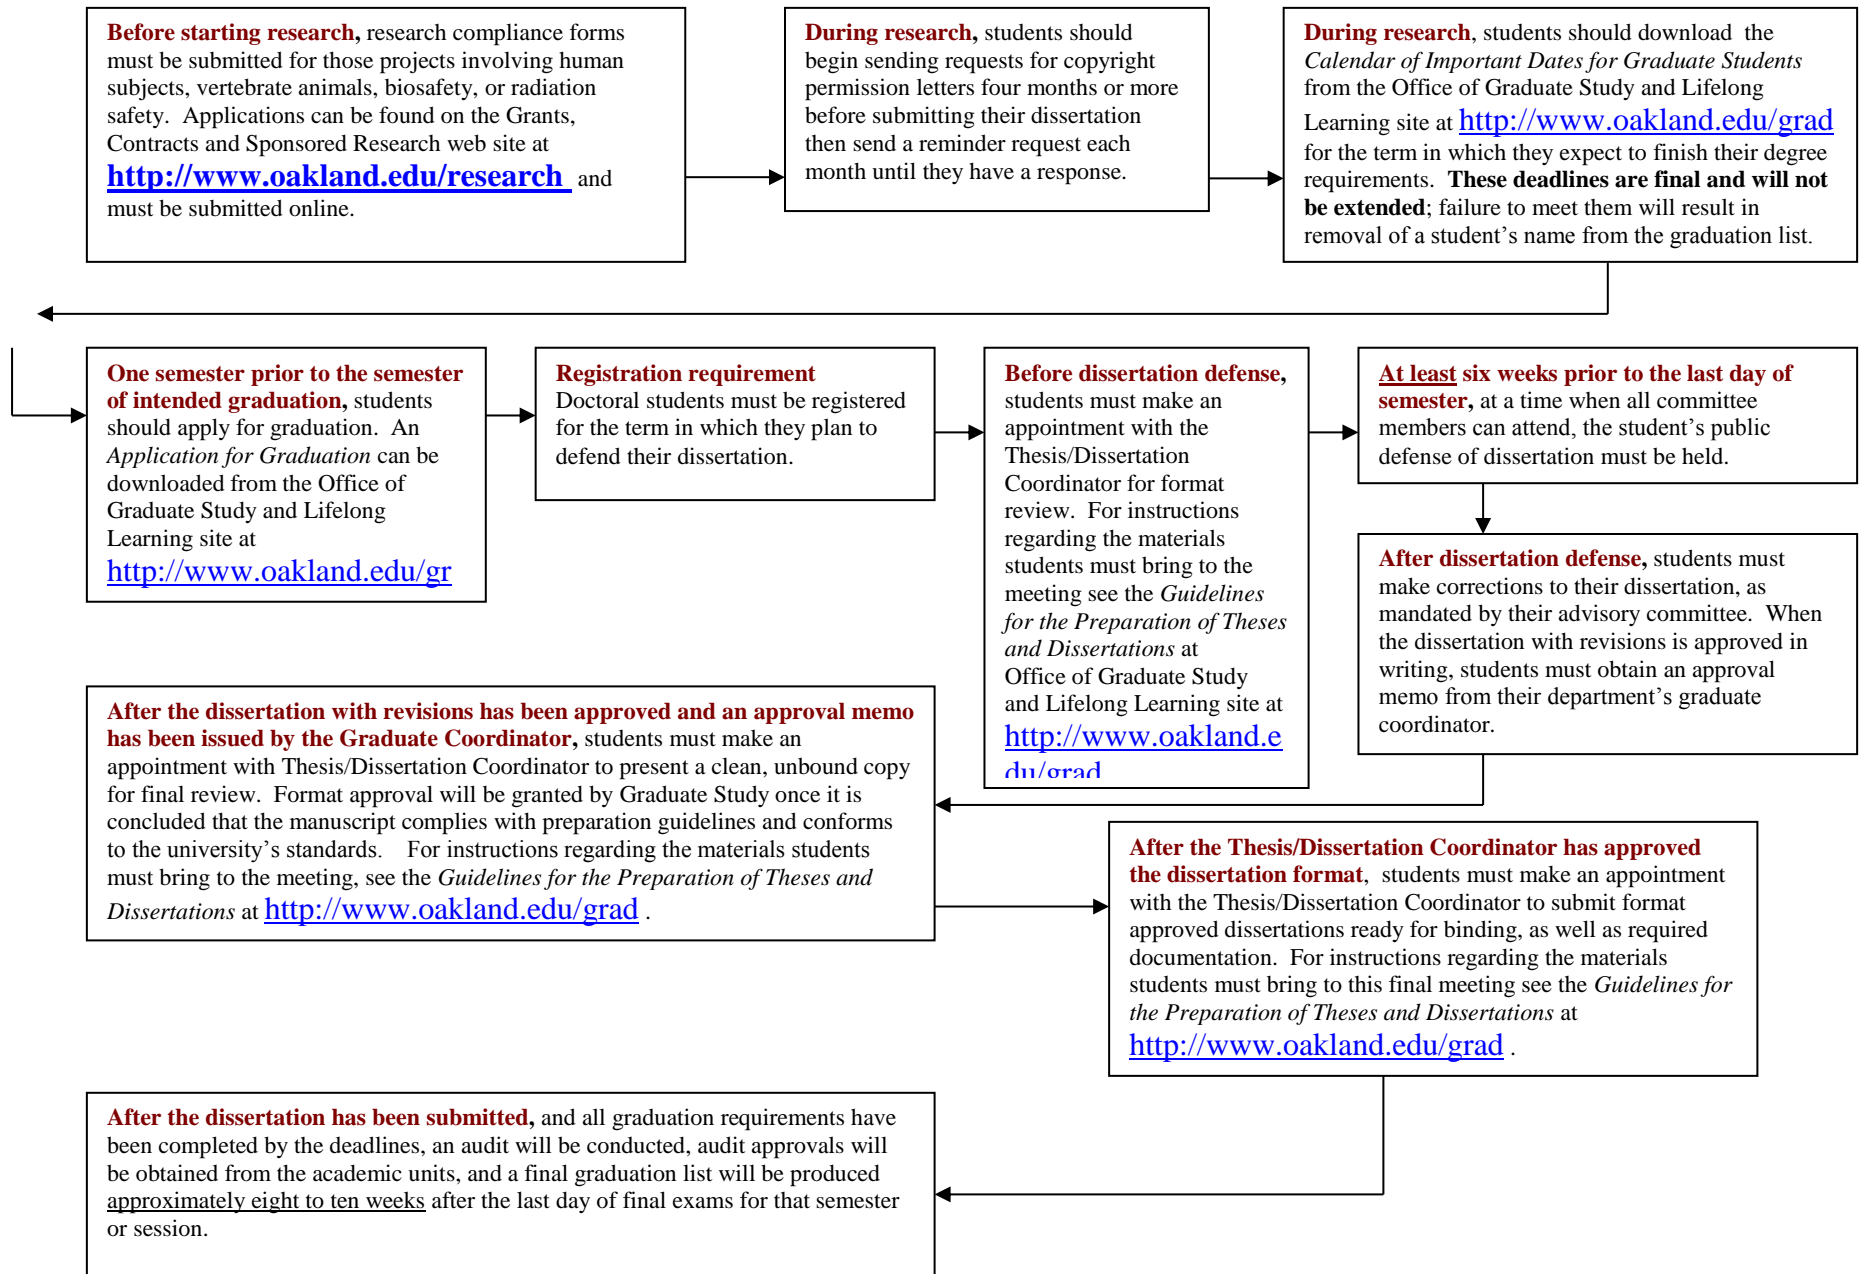 Before starting research, research compliance forms
must be submitted for those projects involving human
subjects, vertebrate animals, biosafety, or radiation
safety.  Applications can be found on the Grants,
Contracts and Sponsored Research web site at
http://www.oakland.edu/research  and
must be submitted online.
During research, students should
begin sending requests for copyright
permission letters four months or more
before submitting their dissertation
then send a reminder request each
month until they have a response.
During research, students should download  the
Calendar of Important Dates for Graduate Students
from the Office of Graduate Study and Lifelong
Learning site at http://www.oakland.edu/grad
for the term in which they expect to finish their degree
requirements.  These deadlines are final and will not
be extended; failure to meet them will result in
removal of a student’s name from the graduation list.
One semester prior to the semester
of intended graduation, students
should apply for graduation.  An
Application for Graduation can be
downloaded from the Office of
Graduate Study and Lifelong
Learning site at
http://www.oakland.edu/gr
Registration requirement
Doctoral students must be registered
for the term in which they plan to
defend their dissertation.
Before dissertation defense,
students must make an
appointment with the
Thesis/Dissertation
Coordinator for format
review.  For instructions
regarding the materials
students must bring to the
meeting see the Guidelines
for the Preparation of Theses
and Dissertations at
Office of Graduate Study
and Lifelong Learning site at
http://www.oakland.e
du/grad
At least six weeks prior to the last day of
semester, at a time when all committee
members can attend, the student’s public
defense of dissertation must be held.
After dissertation defense, students must
make corrections to their dissertation, as
mandated by their advisory committee.  When
the dissertation with revisions is approved in
writing, students must obtain an approval
memo from their department’s graduate
coordinator.
After the dissertation with revisions has been approved and an approval memo
has been issued by the Graduate Coordinator, students must make an
appointment with Thesis/Dissertation Coordinator to present a clean, unbound copy
for final review.  Format approval will be granted by Graduate Study once it is
concluded that the manuscript complies with preparation guidelines and conforms
to the university’s standards.    For instructions regarding the materials students
must bring to the meeting, see the Guidelines for the Preparation of Theses and
Dissertations at http://www.oakland.edu/grad .
After the Thesis/Dissertation Coordinator has approved
the dissertation format,  students must make an appointment
with the Thesis/Dissertation Coordinator to submit format
approved dissertations ready for binding, as well as required
documentation.  For instructions regarding the materials
students must bring to this final meeting see the Guidelines for
the Preparation of Theses and Dissertations at
http://www.oakland.edu/grad .
After the dissertation has been submitted, and all graduation requirements have
been completed by the deadlines, an audit will be conducted, audit approvals will
be obtained from the academic units, and a final graduation list will be produced
approximately eight to ten weeks after the last day of final exams for that semester
or session.